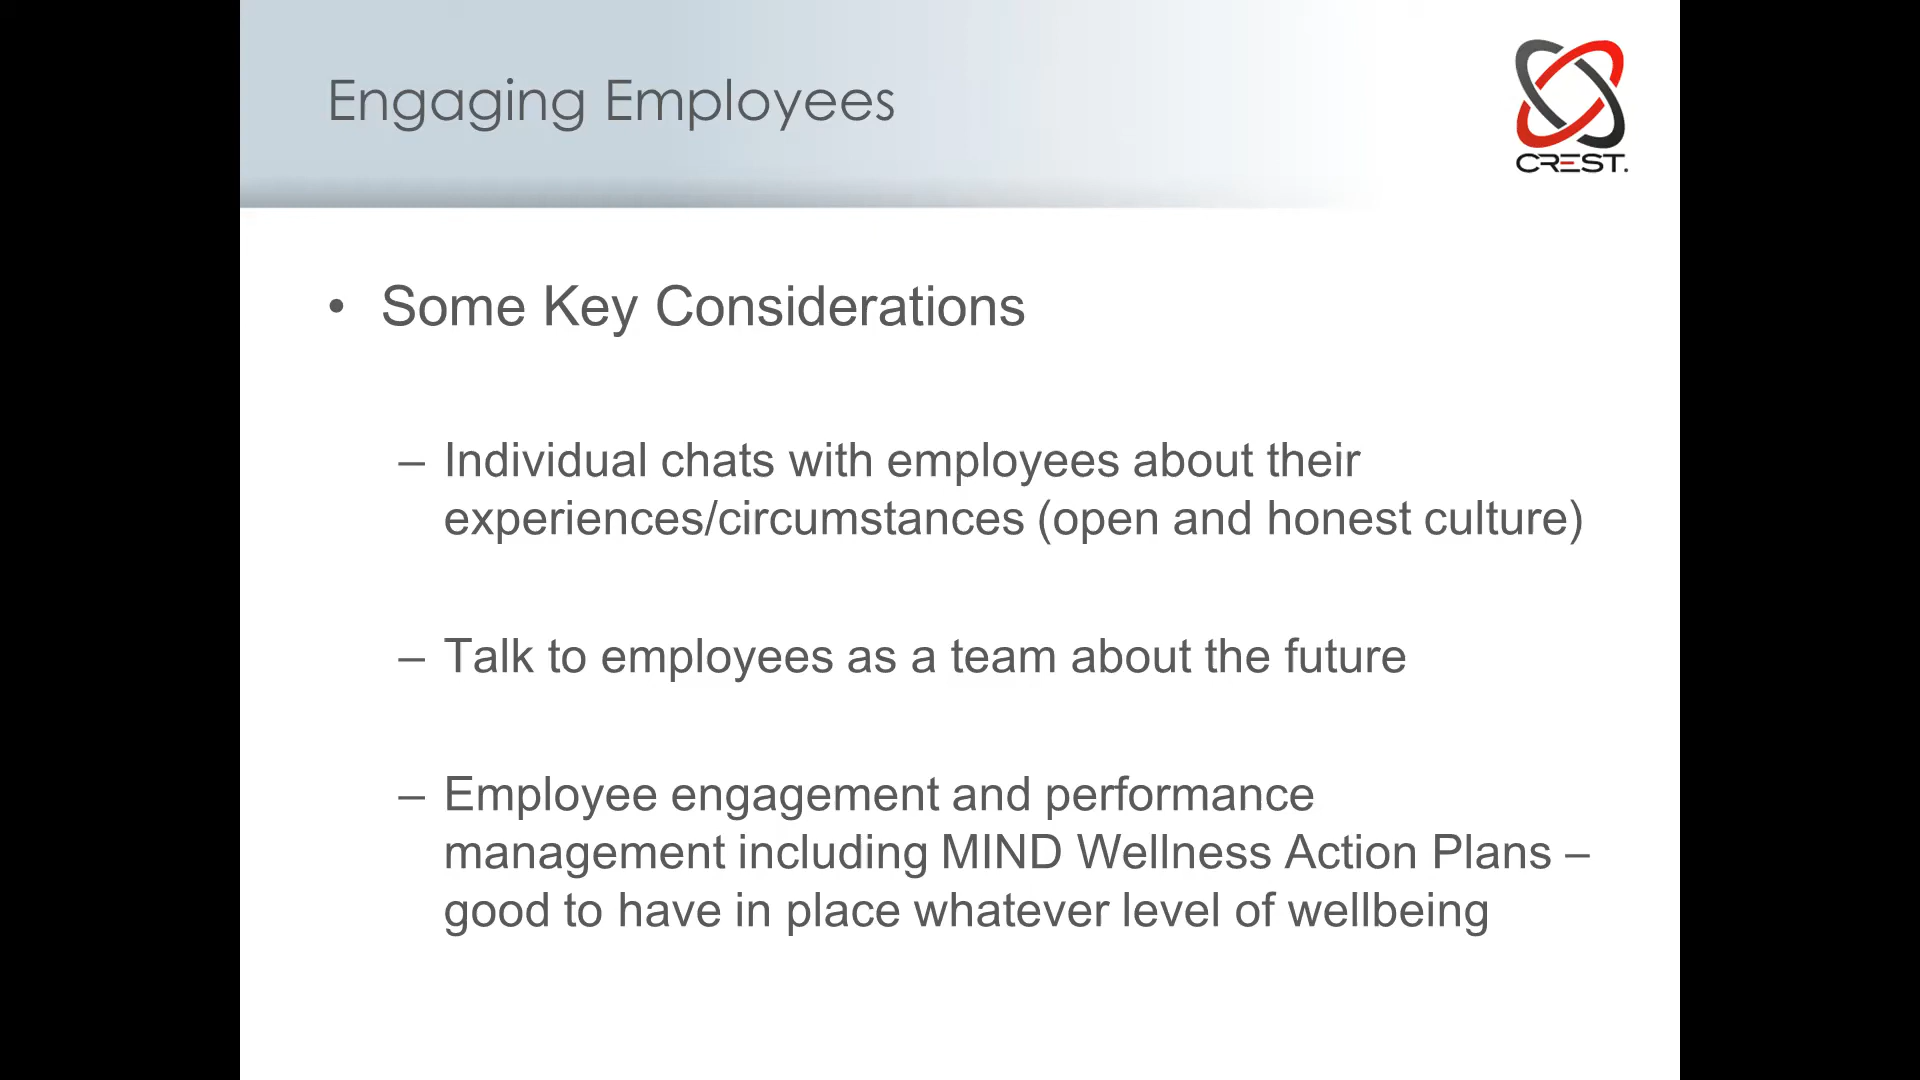 Engaging Employees
CREST.
• Some Key Considerations
– Individual chats with employees about their
experiences/circumstances (open and honest culture)
– Talk to employees as a team about the future
– Employee engagement and performance
management including MIND Wellness Action Plans –
good to have in place whatever level of wellbeing